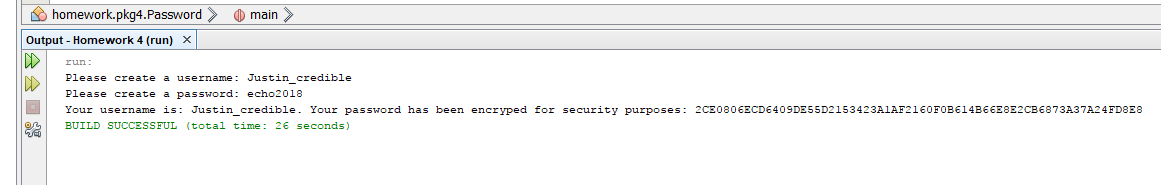 homework.pkg4.Password main
Output - Homework 4 (run)
run:
Please create a username: Justin_credible
Please create a password: echo2018
Your username is: Justin_credible. Your password has been encryped for security purposes: 2CE0806ECD6409DE55D2153423A1AF2160F0B614B66E8E2CB6873A37A24FD8E8
BUILD SUCCESSFUL (total time: 26 seconds)